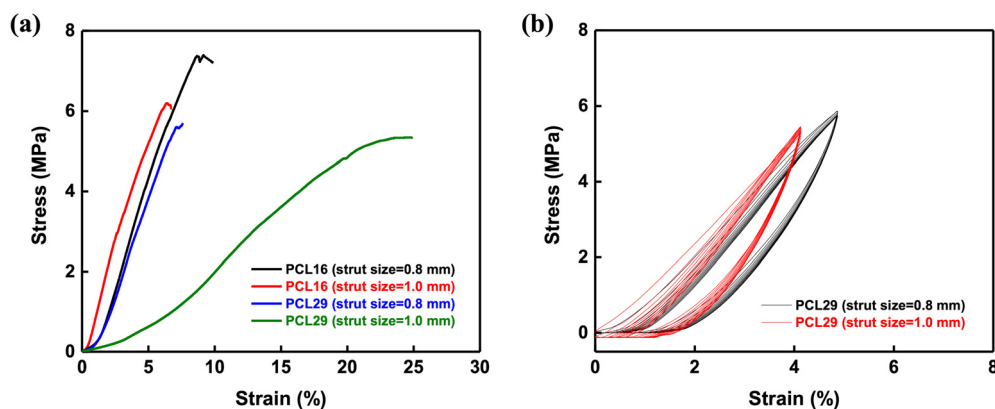 (a)
8
6
4
2
0
Stress (MPa)
PCL16 (strut size=0.8 mm)
PCL16 (strut size=1.0 mm)
PCL29 (strut size=0.8 mm)
PCL29 (strut size=1.0 mm)
0 5 10 15 20 25 30
Strain (%)
(b)
8
6
4
2
0
Stress (MPa)
PCL29 (strut size=0.8 mm)
PCL29 (strut size=1.0 mm)
0 2 4 6 8
Strain (%)